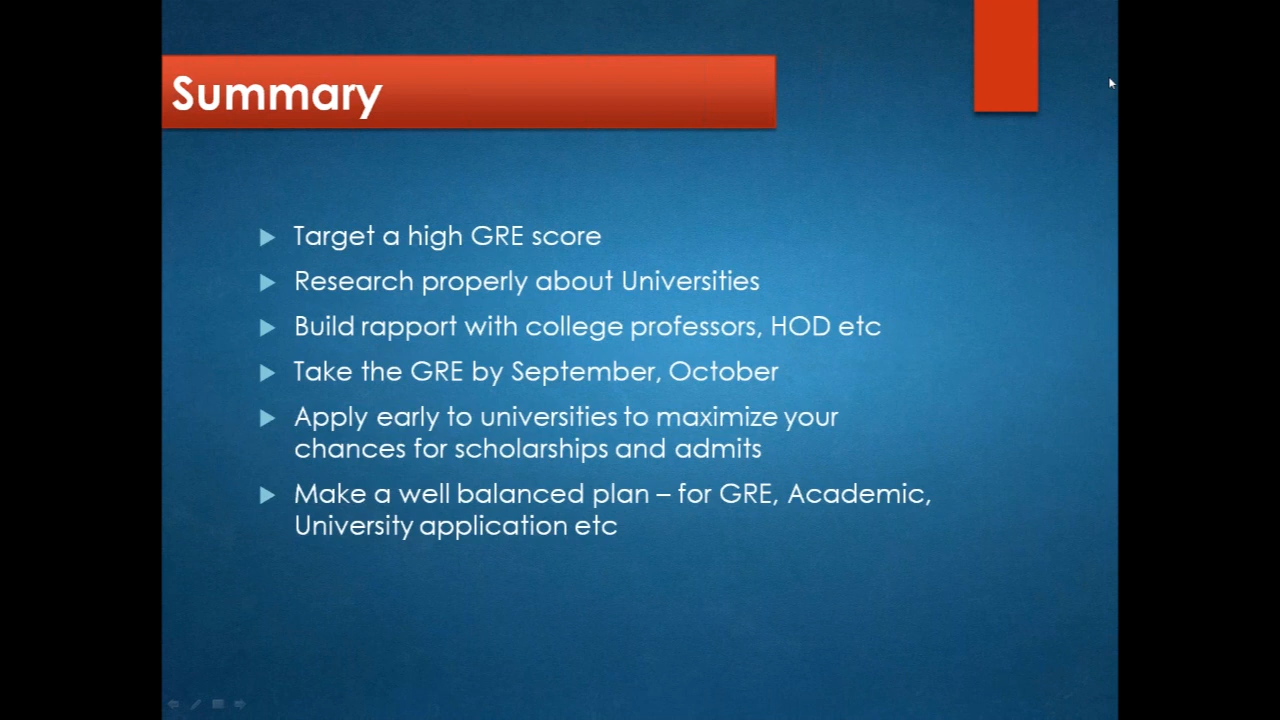 Summary
Target a high GRE score
Research properly about Universities
Build rapport with college professors, HOD etc
Take the GRE by September, October
Apply early to universities to maximize your
chances for scholarships and admits
Make a well balanced plan – for GRE, Academic,
University application etc